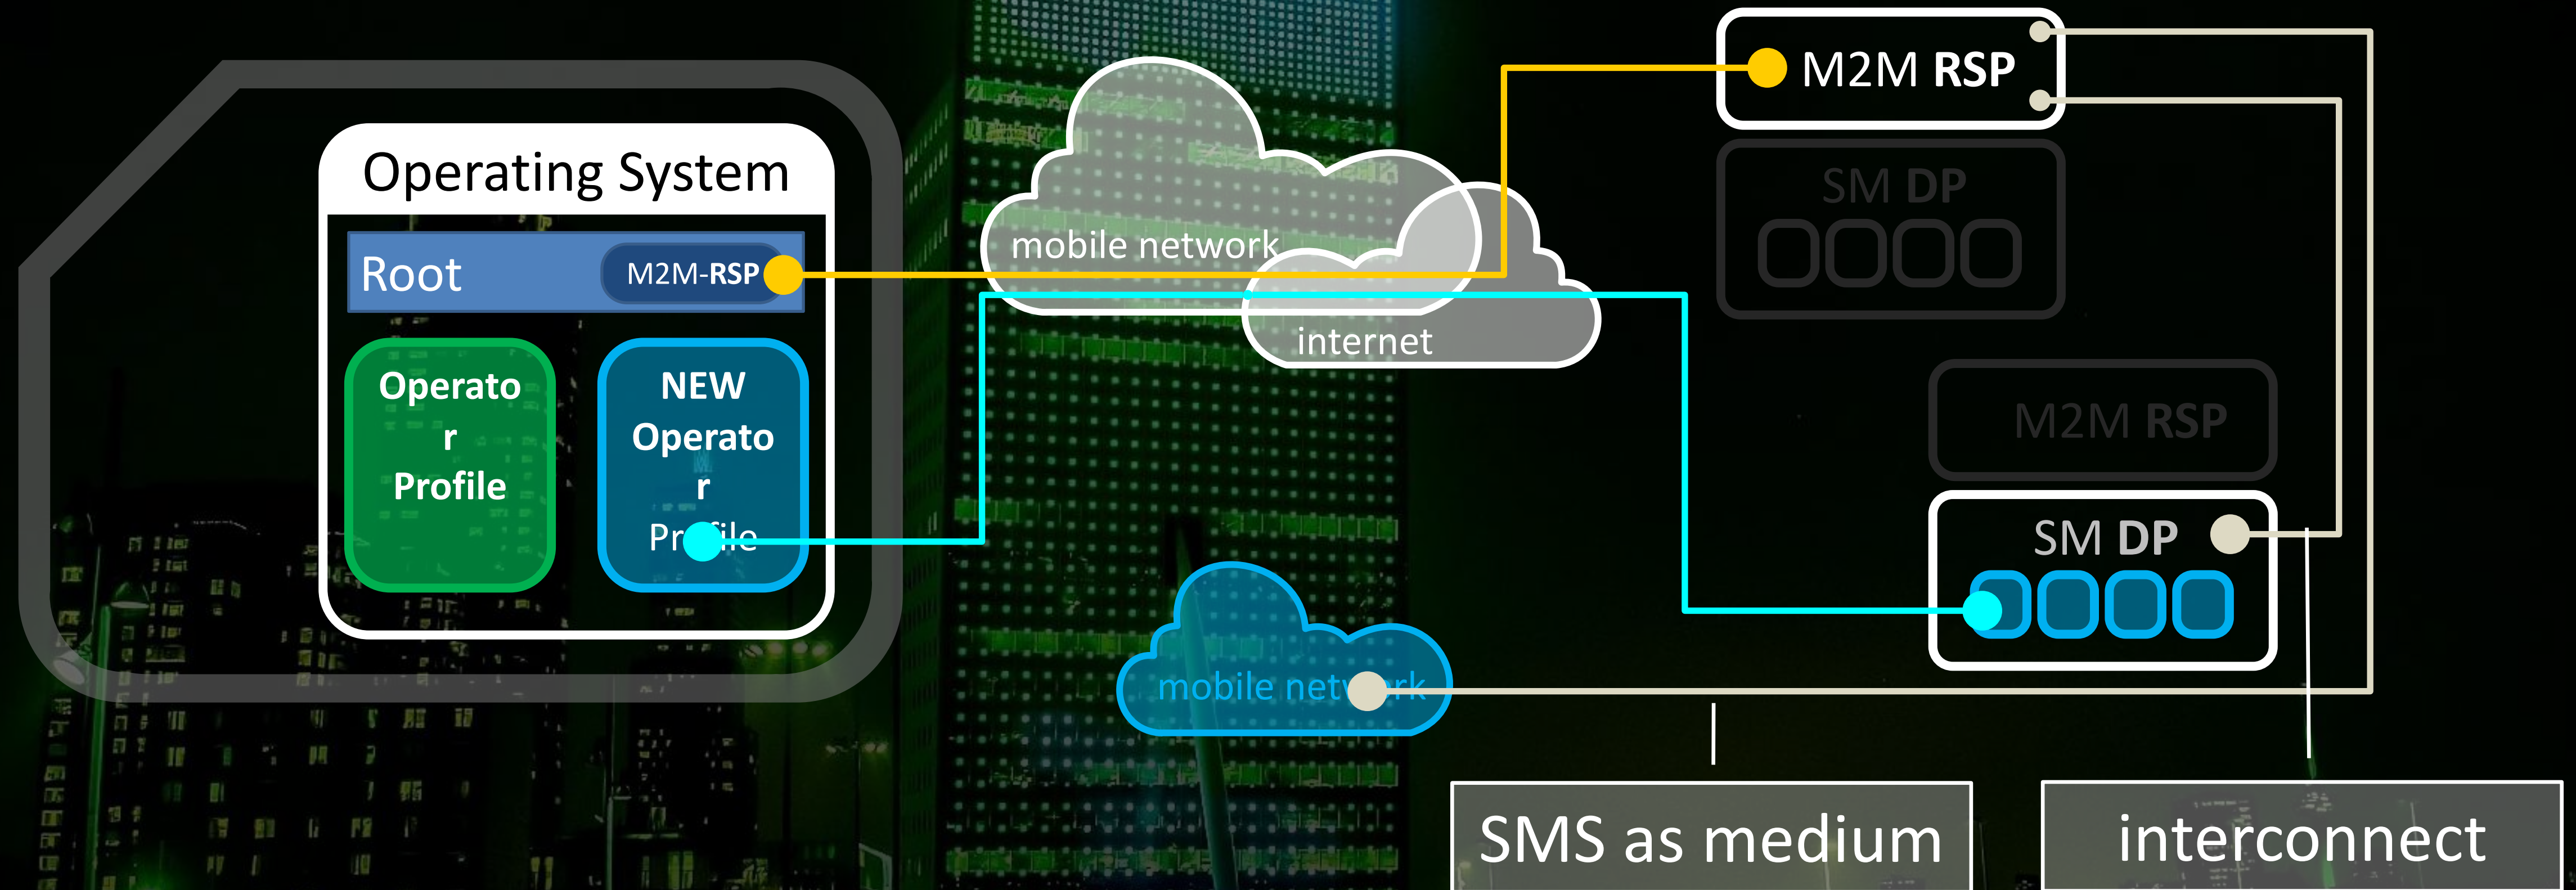 Operating System
Root
M2M-RSP
Operato
r
Profile
NEW
Operato
r
Profile
mobile network
internet
mobile network
M2M RSP
SM DP
M2M RSP
SM DP
SMS as medium
interconnect